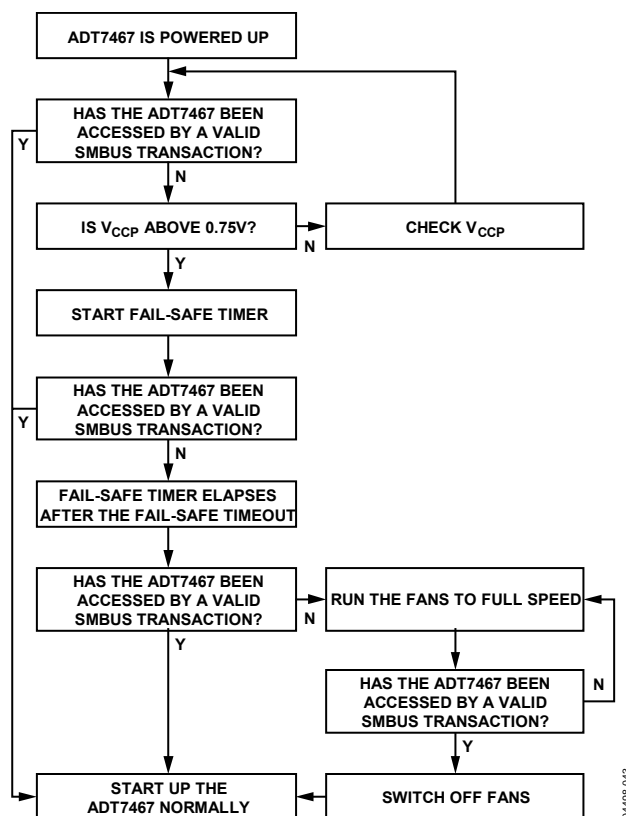 ADT7467 IS POWERED UP
HAS THE ADT7467 BEEN
ACCESSED BY A VALID
SMBUS TRANSACTION?
Y
N
IS VCCP ABOVE 0.75V?
N
CHECK VCCP
Y
START FAIL-SAFE TIMER
HAS THE ADT7467 BEEN
ACCESSED BY A VALID
SMBUS TRANSACTION?
Y
N
FAIL-SAFE TIMER ELAPSES
AFTER THE FAIL-SAFE TIMEOUT
HAS THE ADT7467 BEEN
ACCESSED BY A VALID
SMBUS TRANSACTION?
N
RUN THE FANS TO FULL SPEED
Y
HAS THE ADT7467 BEEN
ACCESSED BY A VALID
SMBUS TRANSACTION?
N
Y
START UP THE
ADT7467 NORMALLY
SWITCH OFF FANS
04498-043